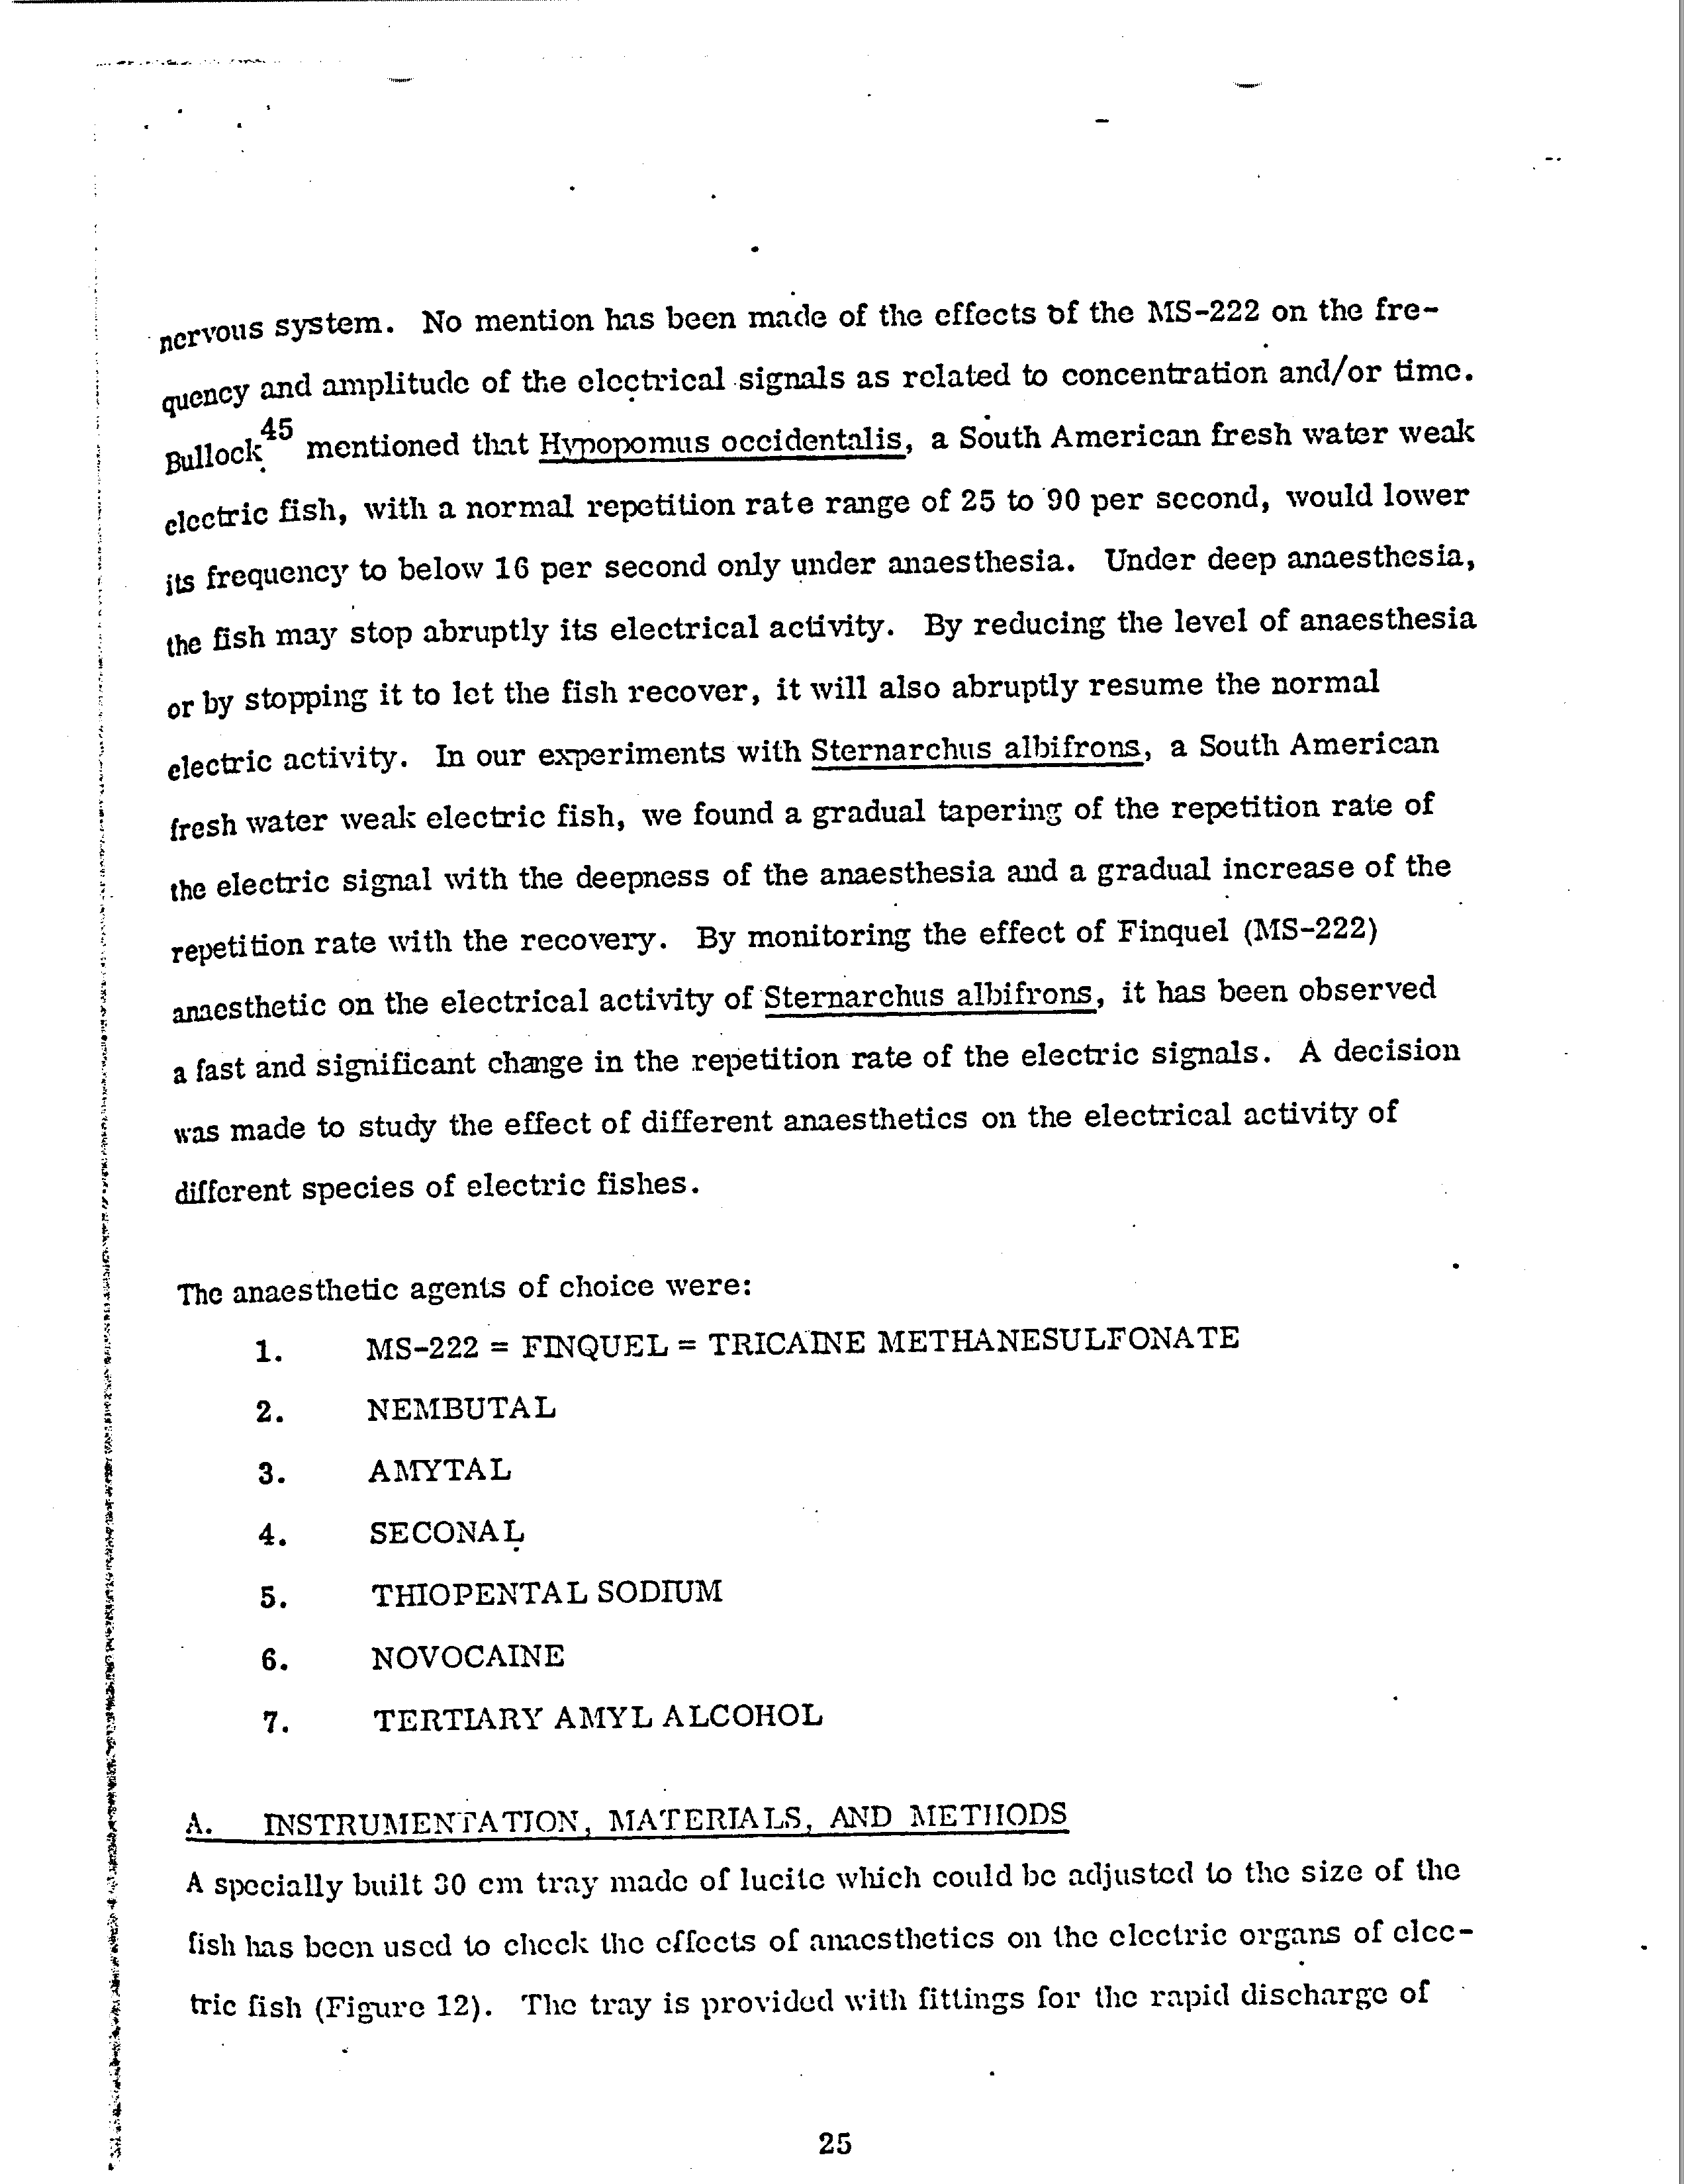 nervous system. No mention has been made of the effects of the MS-222 on the fre-
quency and amplitude of the electrical signals as related to concentration and/or time.
Bullock45 mentioned that Hypopomus occidentalis, a South American fresh water weak
electric fish, with a normal repetition rate range of 25 to 90 per second, would lower
its frequency to below 16 per second only under anaesthesia. Under deep anaesthesia,
the fish may stop abruptly its electrical activity. By reducing the level of anaesthesia
or by stopping it to let the fish recover, it will also abruptly resume the normal
electric activity. In our experiments with Sternarchus albifrons, a South American
fresh water weak electric fish, we found a gradual tapering of the repetition rate of
the electric signal with the deepness of the anaesthesia and a gradual increase of the
repetition rate with the recovery. By monitoring the effect of Finquel (MS-222)
anaesthetic on the electrical activity of Sternarchus albifrons, it has been observed
a fast and significant change in the repetition rate of the electric signals. A decision
was made to study the effect of different anaesthetics on the electrical activity of
different species of electric fishes.
The anaesthetic agents of choice were:
1. MS-222 = FINQUEL = TRICAINE METHANESULFONATE
2. NEMBUTAL
3. AMYTAL
4. SECONAL
5. THIOPENTAL SODIUM
6. NOVOCAINE
7. TERTIARY AMYL ALCOHOL
A. INSTRUMENTATION, MATERIALS, AND METHODS
A specially built 30 cm tray made of lucite which could be adjusted to the size of the
fish has been used to check the effects of anaesthetics on the electric organs of elec-
tric fish (Figure 12). The tray is provided with fittings for the rapid discharge of
25